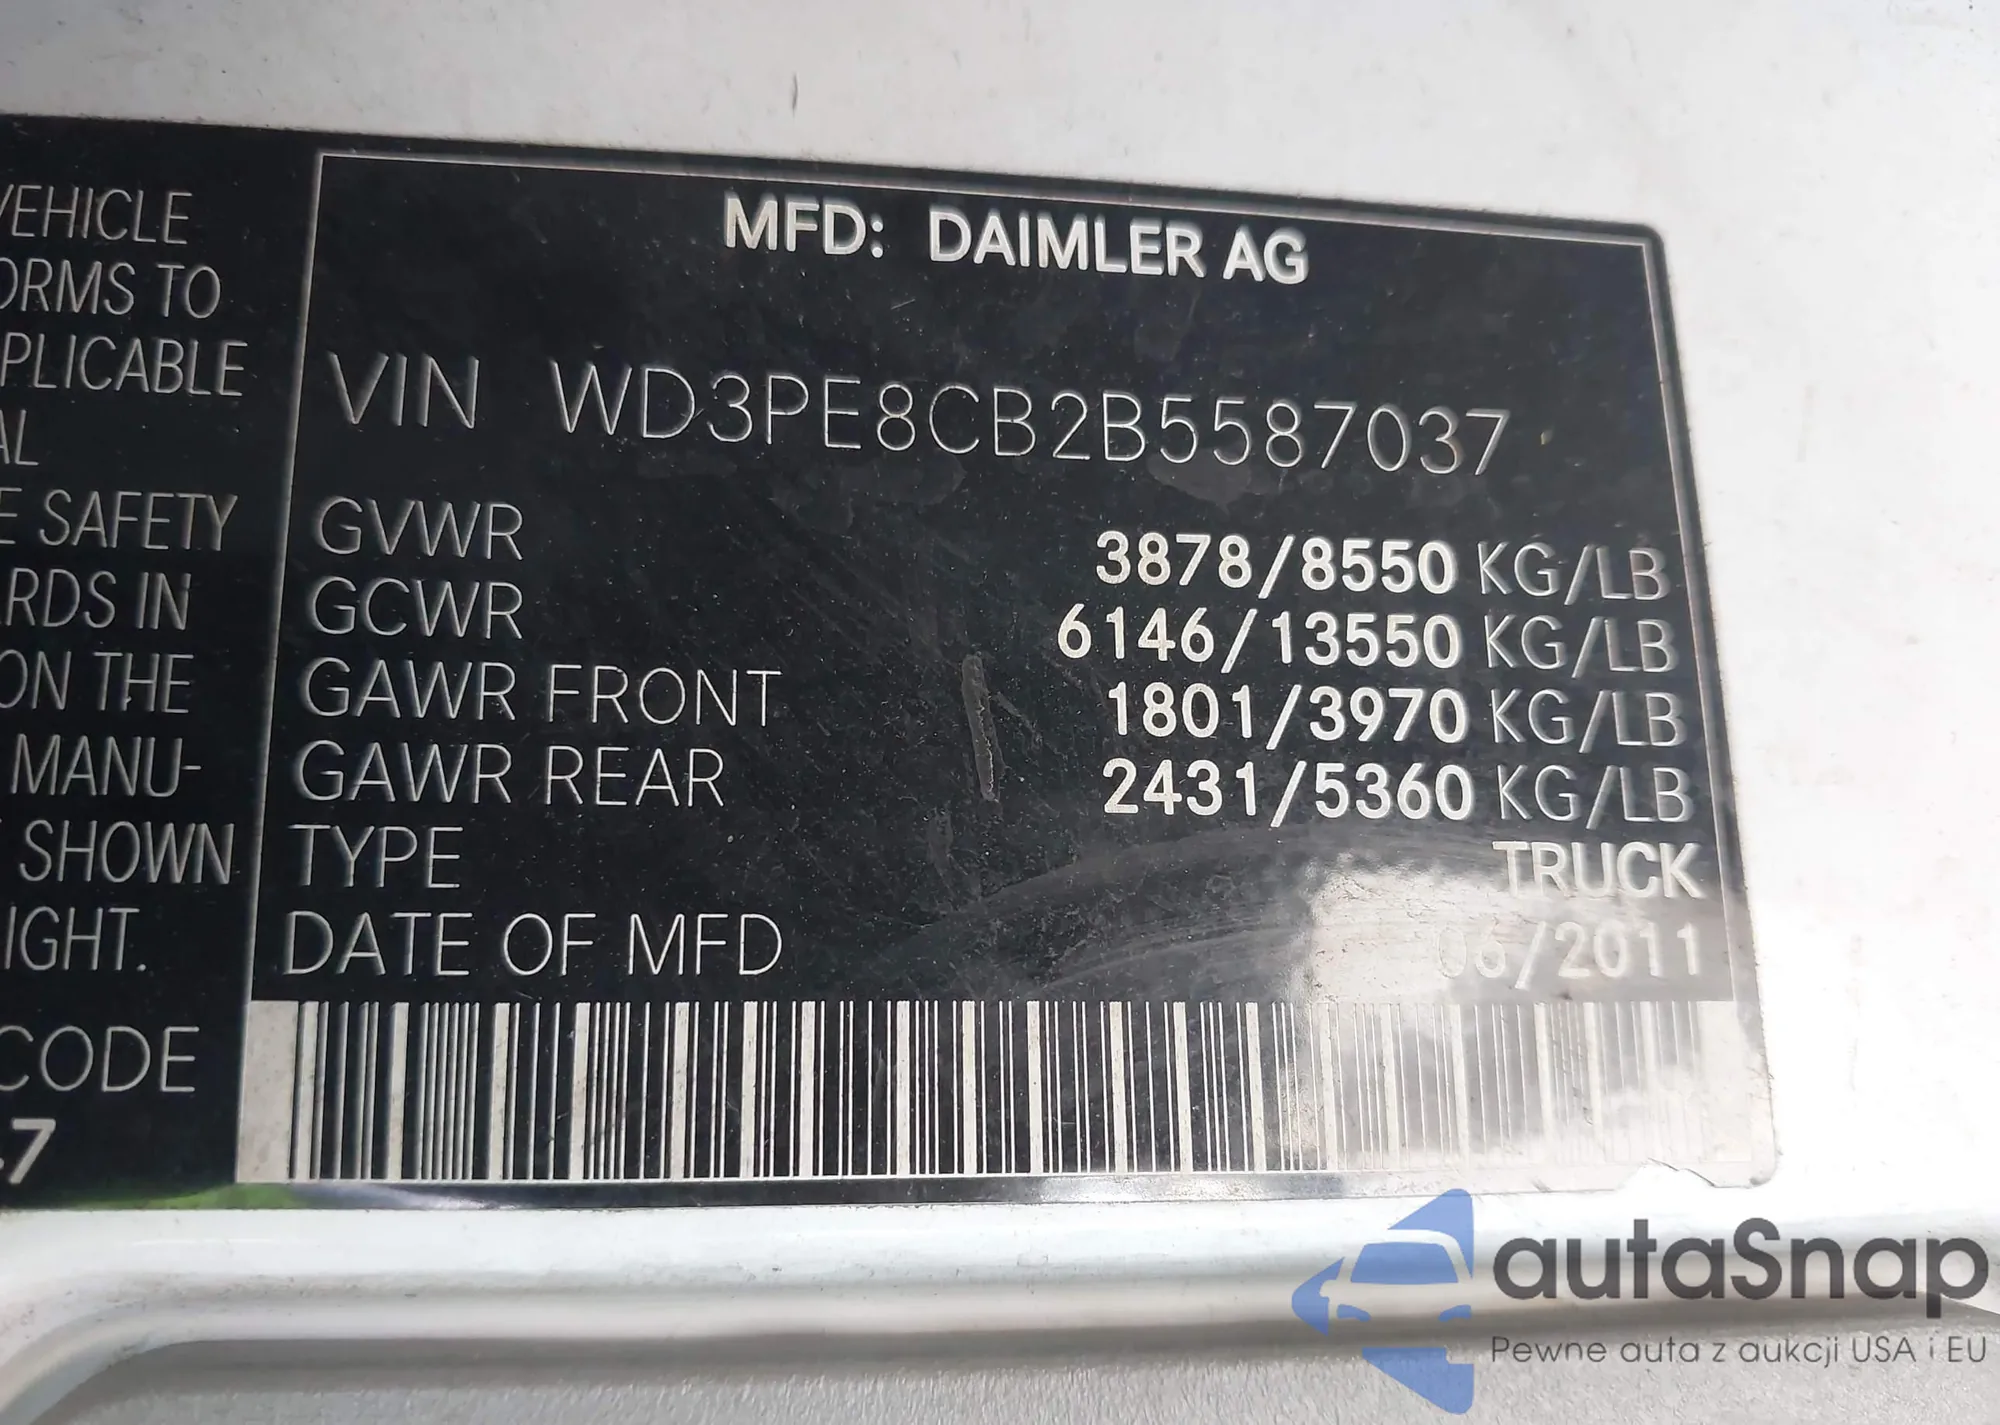 VEHICLE
ORMS TO
PLICABLE
AL
E SAFETY
ARDS IN
ON THE
MANU-
SHOWN
IGHT.
CODE
7
MFD: DAIMLER AG
VIN WD3PE8CB2B5587037
GVWR 3878/8550 KG/LB
GCWR 6146/13550 KG/LB
GAWR FRONT 1801/3970 KG/LB
GAWR REAR 2431/5360 KG/LB
TYPE TRUCK
DATE OF MFD 06/2011
autaSnap
Pewne auta z aukcji USA i EU